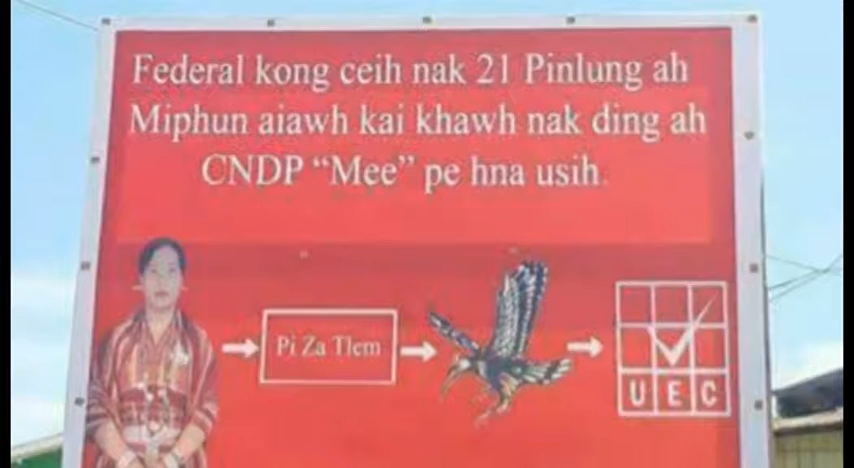 Federal kong ceih nak 21 Pinlung ah
Miphun aiawh kai khawh nak ding ah
CNDP “Mee” pe hna usih.
Pi Za Tlem
UEC